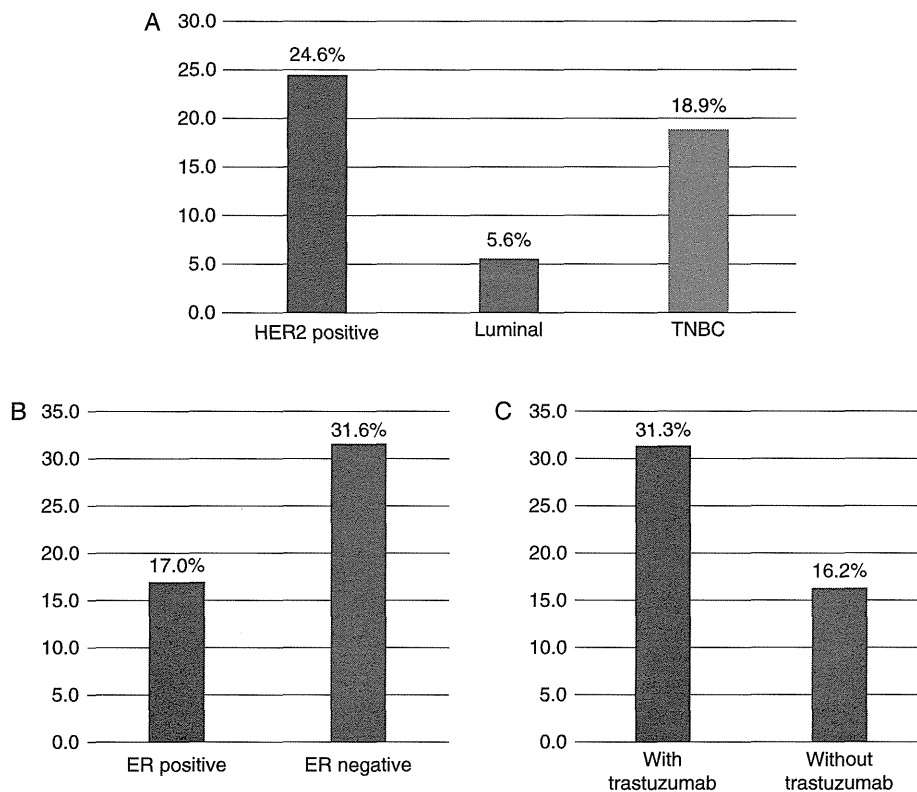 A
30.0
25.0
20.0
15.0
10.0
5.0
0.0
24.6%
5.6%
18.9%
HER2 positive
Luminal
TNBC
B
35.0
30.0
25.0
20.0
15.0
10.0
5.0
0.0
17.0%
31.6%
ER positive
ER negative
C
35.0
30.0
25.0
20.0
15.0
10.0
5.0
0.0
31.3%
16.2%
With
trastuzumab
Without
trastuzumab